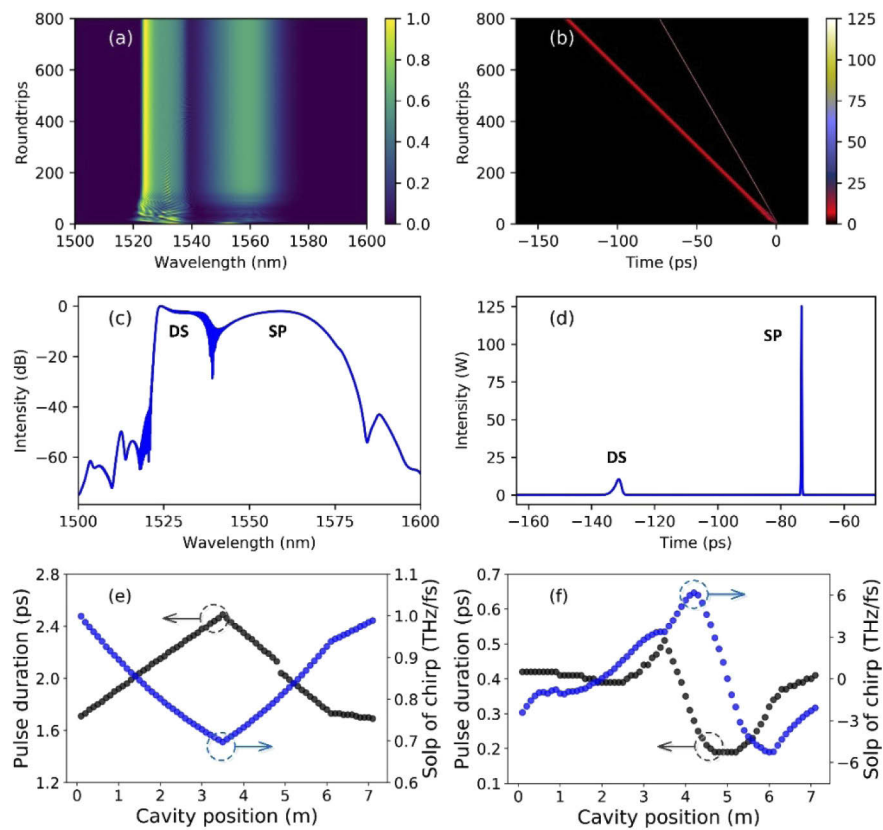 800
600
400
200
0
Roundtrips
(a)
1500 1520 1540 1560 1580 1600
Wavelength (nm)
1.0
0.8
0.6
0.4
0.2
0.0
800
600
400
200
0
Roundtrips
(b)
−150 −100 −50 0
Time (ps)
125
100
75
50
25
0
0
−20
−40
−60
Intensity (dB)
(c)
DS
SP
1500 1525 1550 1575 1600
Wavelength (nm)
125
100
75
50
25
0
Intensity (W)
(d)
SP
DS
−160 −140 −120 −100 −80 −60
Time (ps)
2.8
2.4
2.0
1.6
1.2
Pulse duration (ps)
(e)
1.1
1.0
0.9
0.8
0.7
0.6
Solp of chirp (THz/fs)
0 1 2 3 4 5 6 7
Cavity position (m)
0.7
0.6
0.5
0.4
0.3
0.2
0.1
Pulse duration (ps)
(f)
6
3
0
−3
−6
Solp of chirp (THz/fs)
0 1 2 3 4 5 6 7
Cavity position (m)